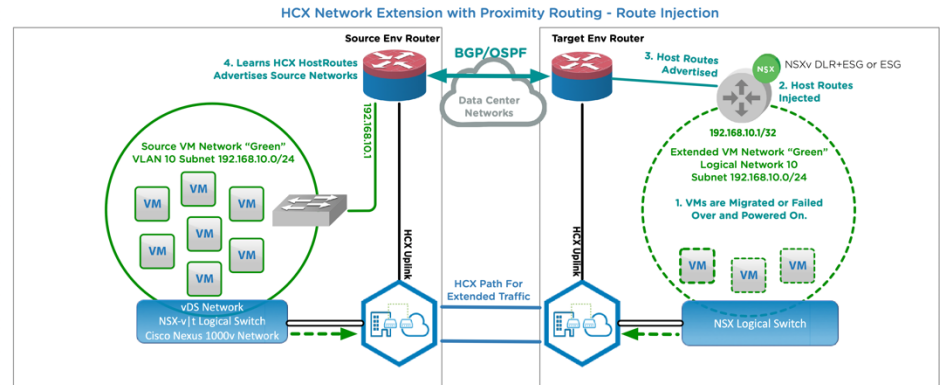 HCX Network Extension with Proximity Routing - Route Injection
Source Env Router
4. Learns HCX HostRoutes
Advertises Source Networks
BGP/OSPF
Data Center
Networks
Target Env Router
3. Host Routes
Advertised
NSX
NSXv DLR+ESG or ESG
2. Host Routes
Injected
192.168.10.1/32
192.168.10.1
Source VM Network "Green"
VLAN 10 Subnet 192.168.10.0/24
VM
VM
VM
VM
VM
VM
VM
vDS Network
NSX-v|t Logical Switch
Cisco Nexus 1000v Network
HCX Uplink
HCX Path For
Extended Traffic
HCX Uplink
Extended VM Network "Green"
Logical Network 10
Subnet 192.168.10.0/24
1. VMs are Migrated or Failed
Over and Powered On.
VM
VM
VM
NSX Logical Switch